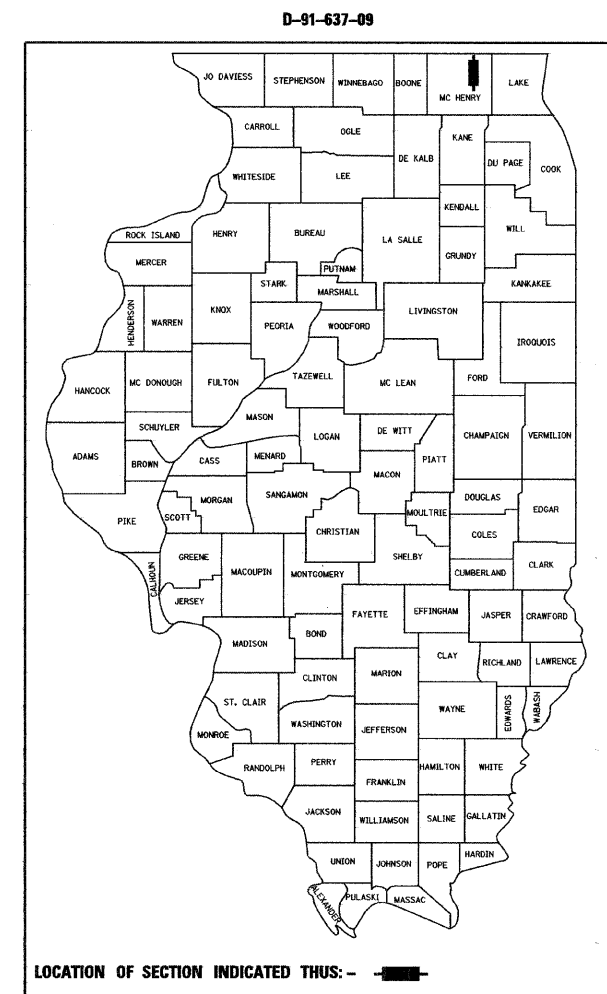 D-91-637-09
JO DAVIESS
STEPHENSON
WINNEBAGO
BOONE
MC HENRY
LAKE
CARROLL
OGLE
KANE
DE KALB
DU PAGE
COOK
WHITESIDE
LEE
KENDALL
ROCK ISLAND
HENRY
BUREAU
LA SALLE
WILL
MERCER
PUTNAM
GRUNDY
STARK
MARSHALL
KANKAKEE
HENDERSON
WARREN
KNOX
PEORIA
WOODFORD
LIVINGSTON
IROQUOIS
HANCOCK
MC DONOUGH
FULTON
TAZEWELL
MC LEAN
FORD
MASON
SCHUYLER
LOGAN
DE WITT
CHAMPAIGN
VERMILION
ADAMS
BROWN
CASS
MENARD
PIATT
MACON
MORGAN
SANGAMON
DOUGLAS
EDGAR
PIKE
SCOTT
MOULTRIE
CHRISTIAN
COLES
GREENE
MACOUPIN
MONTGOMERY
SHELBY
CUMBERLAND
CLARK
CALHOUN
JERSEY
FAYETTE
EFFINGHAM
JASPER
CRAWFORD
MADISON
BOND
CLAY
RICHLAND
LAWRENCE
CLINTON
MARION
ST. CLAIR
WAYNE
EDWARDS
WABASH
WASHINGTON
JEFFERSON
MONROE
RANDOLPH
PERRY
HAMILTON
WHITE
FRANKLIN
JACKSON
WILLIAMSON
SALINE
GALLATIN
UNION
JOHNSON
POPE
HARDIN
ALEXANDER
PULASKI
MASSAC
LOCATION OF SECTION INDICATED THUS: -